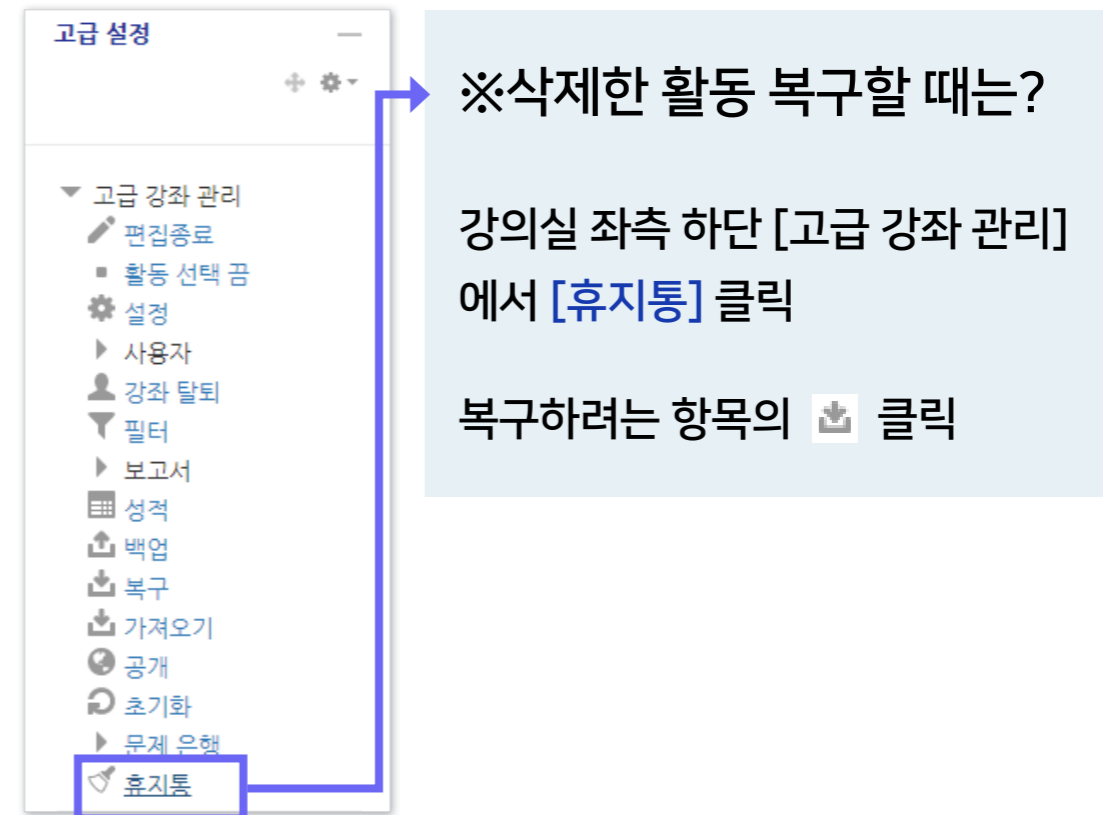 고급 설정
고급 강좌 관리
편집종료
활동 선택 끔
설정
사용자
강좌 탈퇴
필터
보고서
성적
백업
복구
가져오기
공개
초기화
문제 은행
휴지통
※삭제한 활동 복구할 때는?
강의실 좌측 하단 [고급 강좌 관리]
에서 [휴지통] 클릭
복구하려는 항목의 클릭